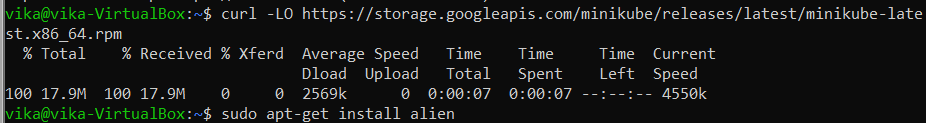 vika@vika-VirtualBox:~$ curl -LO https://storage.googleapis.com/minikube/releases/latest/minikube-late
st.x86_64.rpm
  % Total    % Received % Xferd  Average Speed   Time    Time     Time  Current
                                 Dload  Upload   Total   Spent    Left  Speed
100 17.9M  100 17.9M    0     0  2569k      0  0:00:07  0:00:07 --:--:-- 4550k
vika@vika-VirtualBox:~$ sudo apt-get install alien